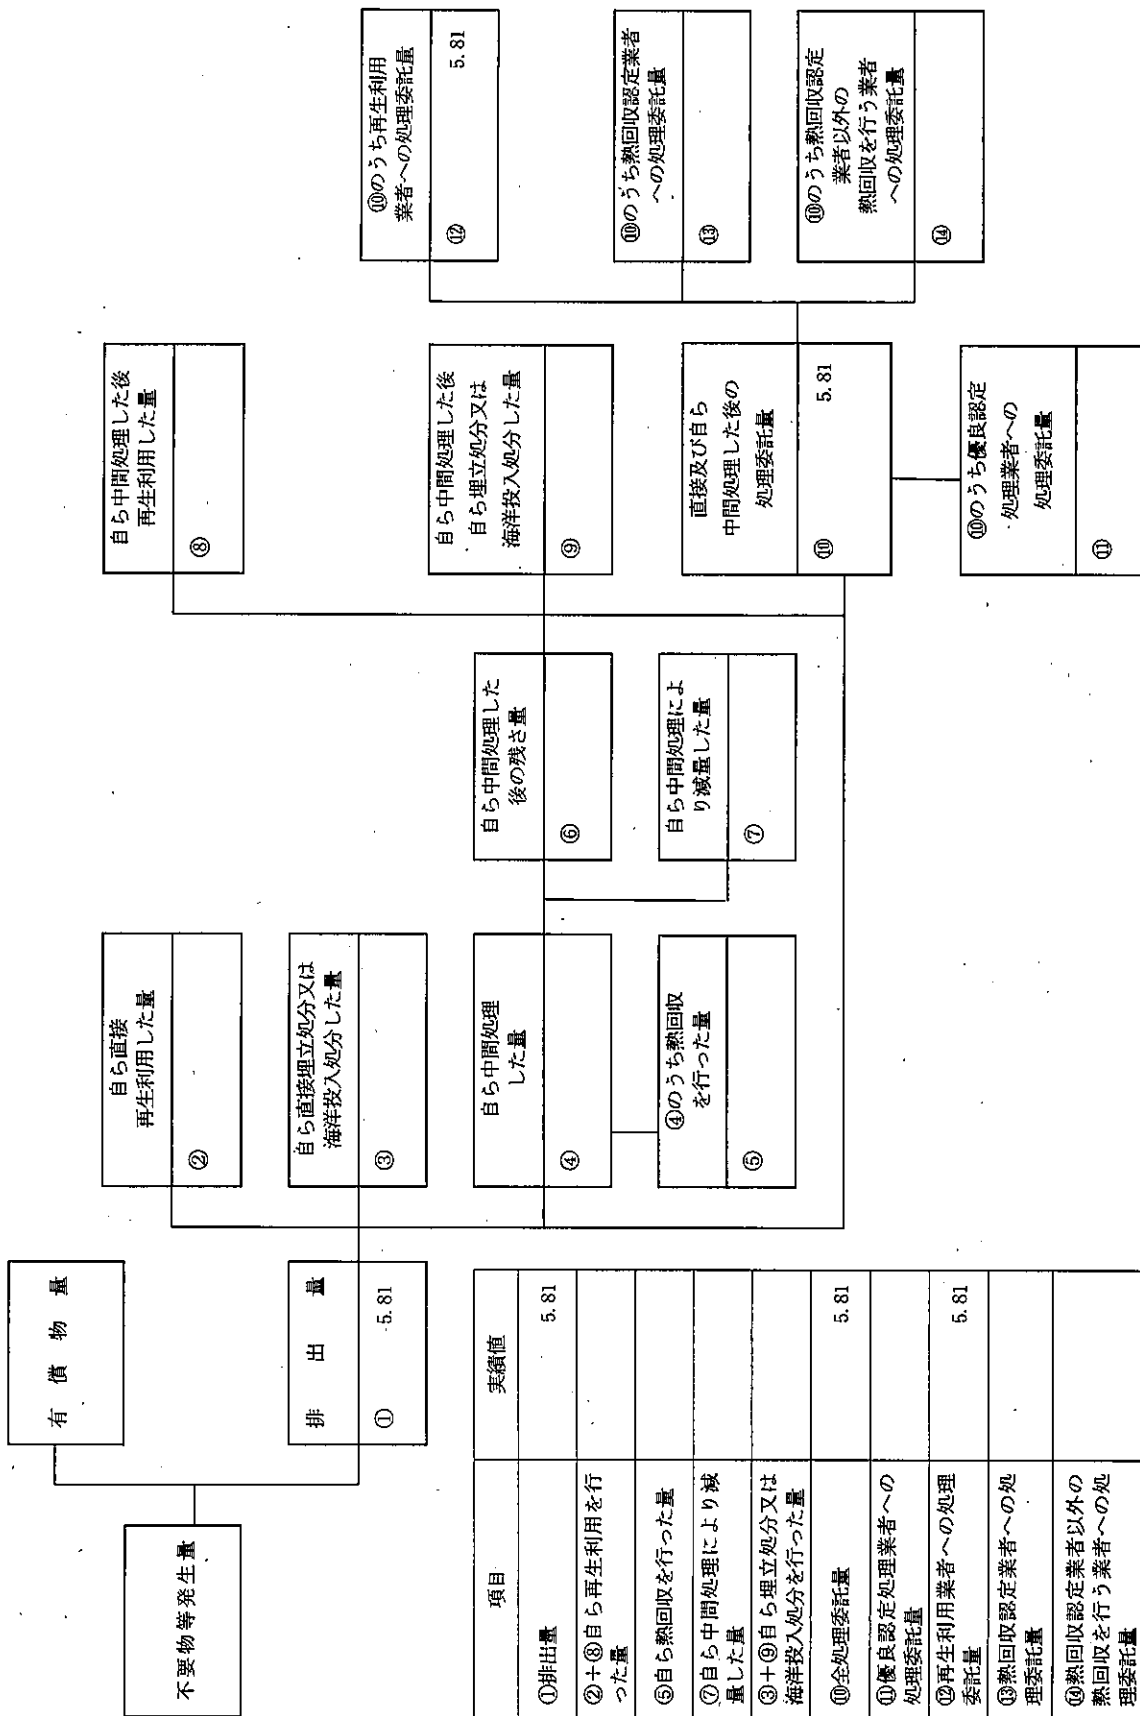 不要物等発生量
有償物量
排出量
① 5.81
自ら直接
再生利用した量
②
自ら直接埋立処分又は
海洋投入処分した量
③
自ら中間処理
した量
④
④のうち熱回収
を行った量
⑤
自ら中間処理した
後の残さ量
⑥
自ら中間処理によ
り減量した量
⑦
自ら中間処理した後
再生利用した量
⑧
自ら中間処理した後
自ら埋立処分又は
海洋投入処分した量
⑨
直接及び自ら
中間処理した後の
処理委託量
⑩ 5.81
⑩のうち優良認定
処理業者への
処理委託量
⑪
⑩のうち再生利用
業者への処理委託量
⑫ 5.81
⑩のうち熱回収認定業者
への処理委託量
⑬
⑩のうち熱回収認定
業者以外の
熱回収を行う業者
への処理委託量
⑭
項目 実績値
①排出量 5.81
②+⑧自ら再生利用を行
った量
⑤自ら熱回収を行った量
⑦自ら中間処理により減
量した量
③+⑨自ら埋立処分又は
海洋投入処分を行った量
⑩全処理委託量 5.81
⑪優良認定処理業者への
処理委託量
⑫再生利用業者への処理
委託量 5.81
⑬熱回収認定業者への処
理委託量
⑭熱回収認定業者以外の
熱回収を行う業者への処
理委託量